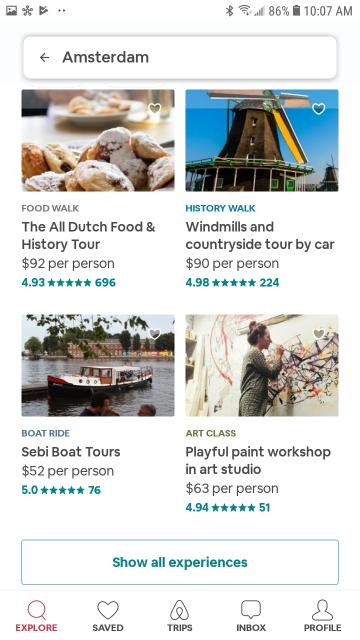 86% 10:07 AM
Amsterdam
FOOD WALK
The All Dutch Food &
History Tour
$92 per person
4.93 ★★★★★ 696
HISTORY WALK
Windmills and
countryside tour by car
$90 per person
4.98 ★★★★★ 224
BOAT RIDE
Sebi Boat Tours
$52 per person
5.0 ★★★★★ 76
ART CLASS
Playful paint workshop
in art studio
$63 per person
4.94 ★★★★★ 51
Show all experiences
EXPLORE SAVED TRIPS INBOX PROFILE